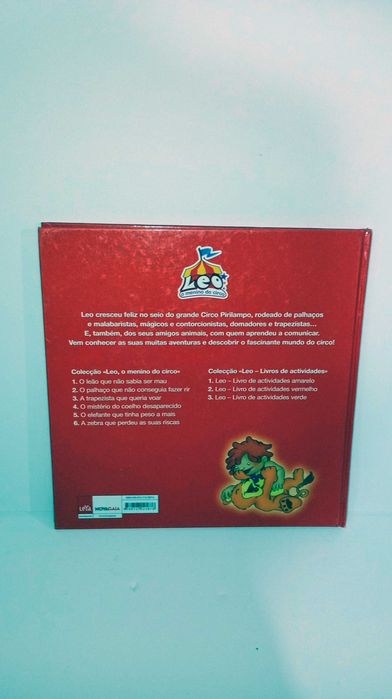 Leo
O menino do circo
Leo cresceu feliz no seio do grande Circo Pirilampo, rodeado de palhaços
e malabaristas, mágicos e contorcionistas, domadores e trapezistas…
E, também, dos seus amigos animais, com quem aprendeu a comunicar.
Vem conhecer as suas muitas aventuras e descobrir o fascinante mundo do circo!
Colecção «Leo, o menino do circo»
1. O leão que não sabia ser mau
2. O palhaço que não conseguia fazer rir
3. A trapezista que queria voar
4. O mistério do coelho desaparecido
5. O elefante que tinha peso a mais
6. A zebra que perdeu as suas riscas
Colecção «Leo – Livros de actividades»
1. Leo – Livro de actividades amarelo
2. Leo – Livro de actividades vermelho
3. Leo – Livro de actividades verde
LeYa
NOVAGAIA